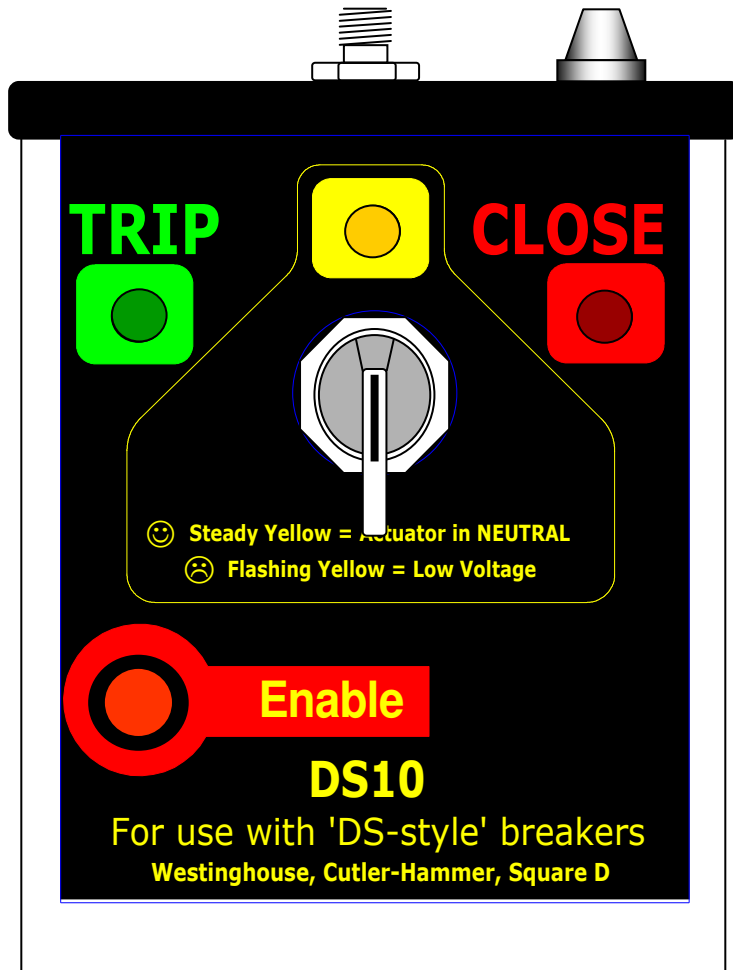 TRIP
CLOSE
Steady Yellow = Actuator in NEUTRAL
Flashing Yellow = Low Voltage
Enable
DS10
For use with 'DS-style' breakers
Westinghouse, Cutler-Hammer, Square D